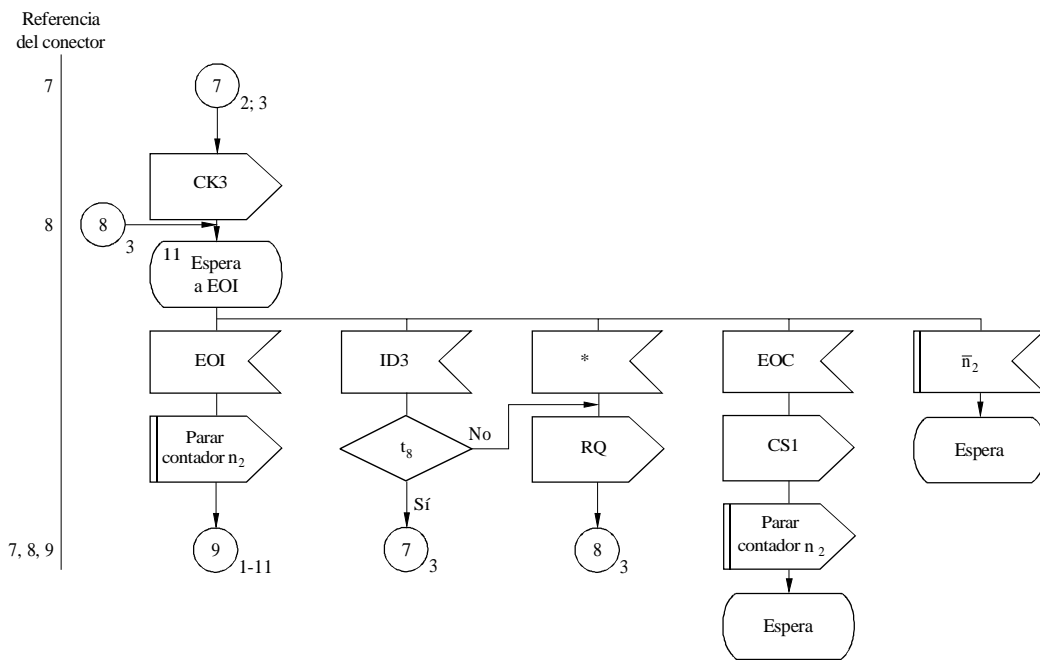 Referencia
del conector
7
7
2; 3
CK3
8
8
3
11
Espera
a EOI
EOI
ID3
*
EOC
n̅2
Parar
contador n2
t8
No
RQ
CS1
Espera
Sí
7, 8, 9
9
1-11
7
3
8
3
Parar
contador n 2
Espera